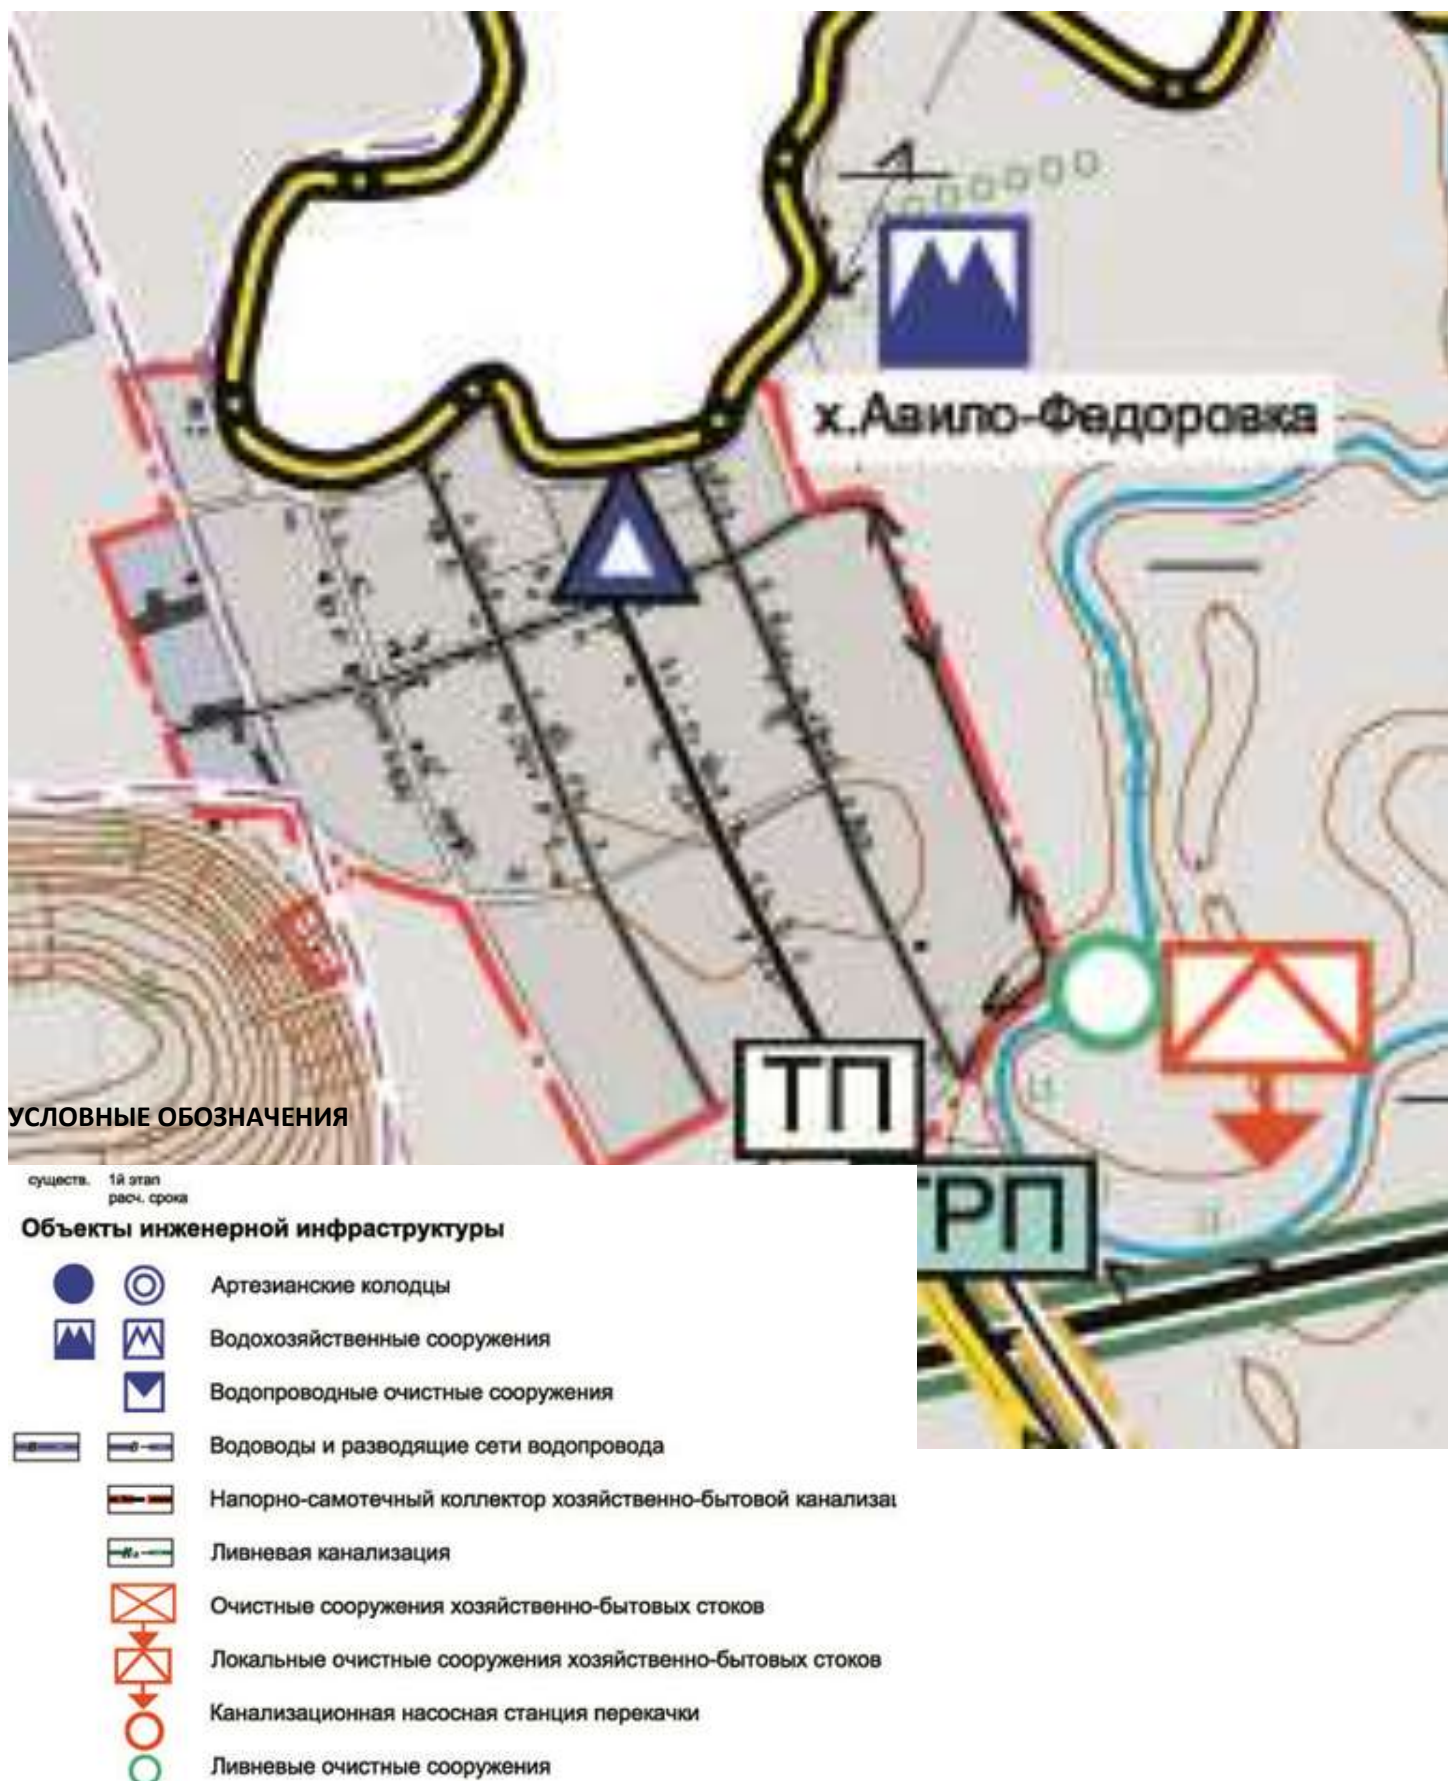 х.Авило-Федоровка
ТП
ГРП
УСЛОВНЫЕ ОБОЗНАЧЕНИЯ
существ. 1й этап
расч. срока
Объекты инженерной инфраструктуры
Артезианские колодцы
Водохозяйственные сооружения
Водопроводные очистные сооружения
Водоводы и разводящие сети водопровода
Напорно-самотечный коллектор хозяйственно-бытовой канализац
Ливневая канализация
Очистные сооружения хозяйственно-бытовых стоков
Локальные очистные сооружения хозяйственно-бытовых стоков
Канализационная насосная станция перекачки
Ливневые очистные сооружения